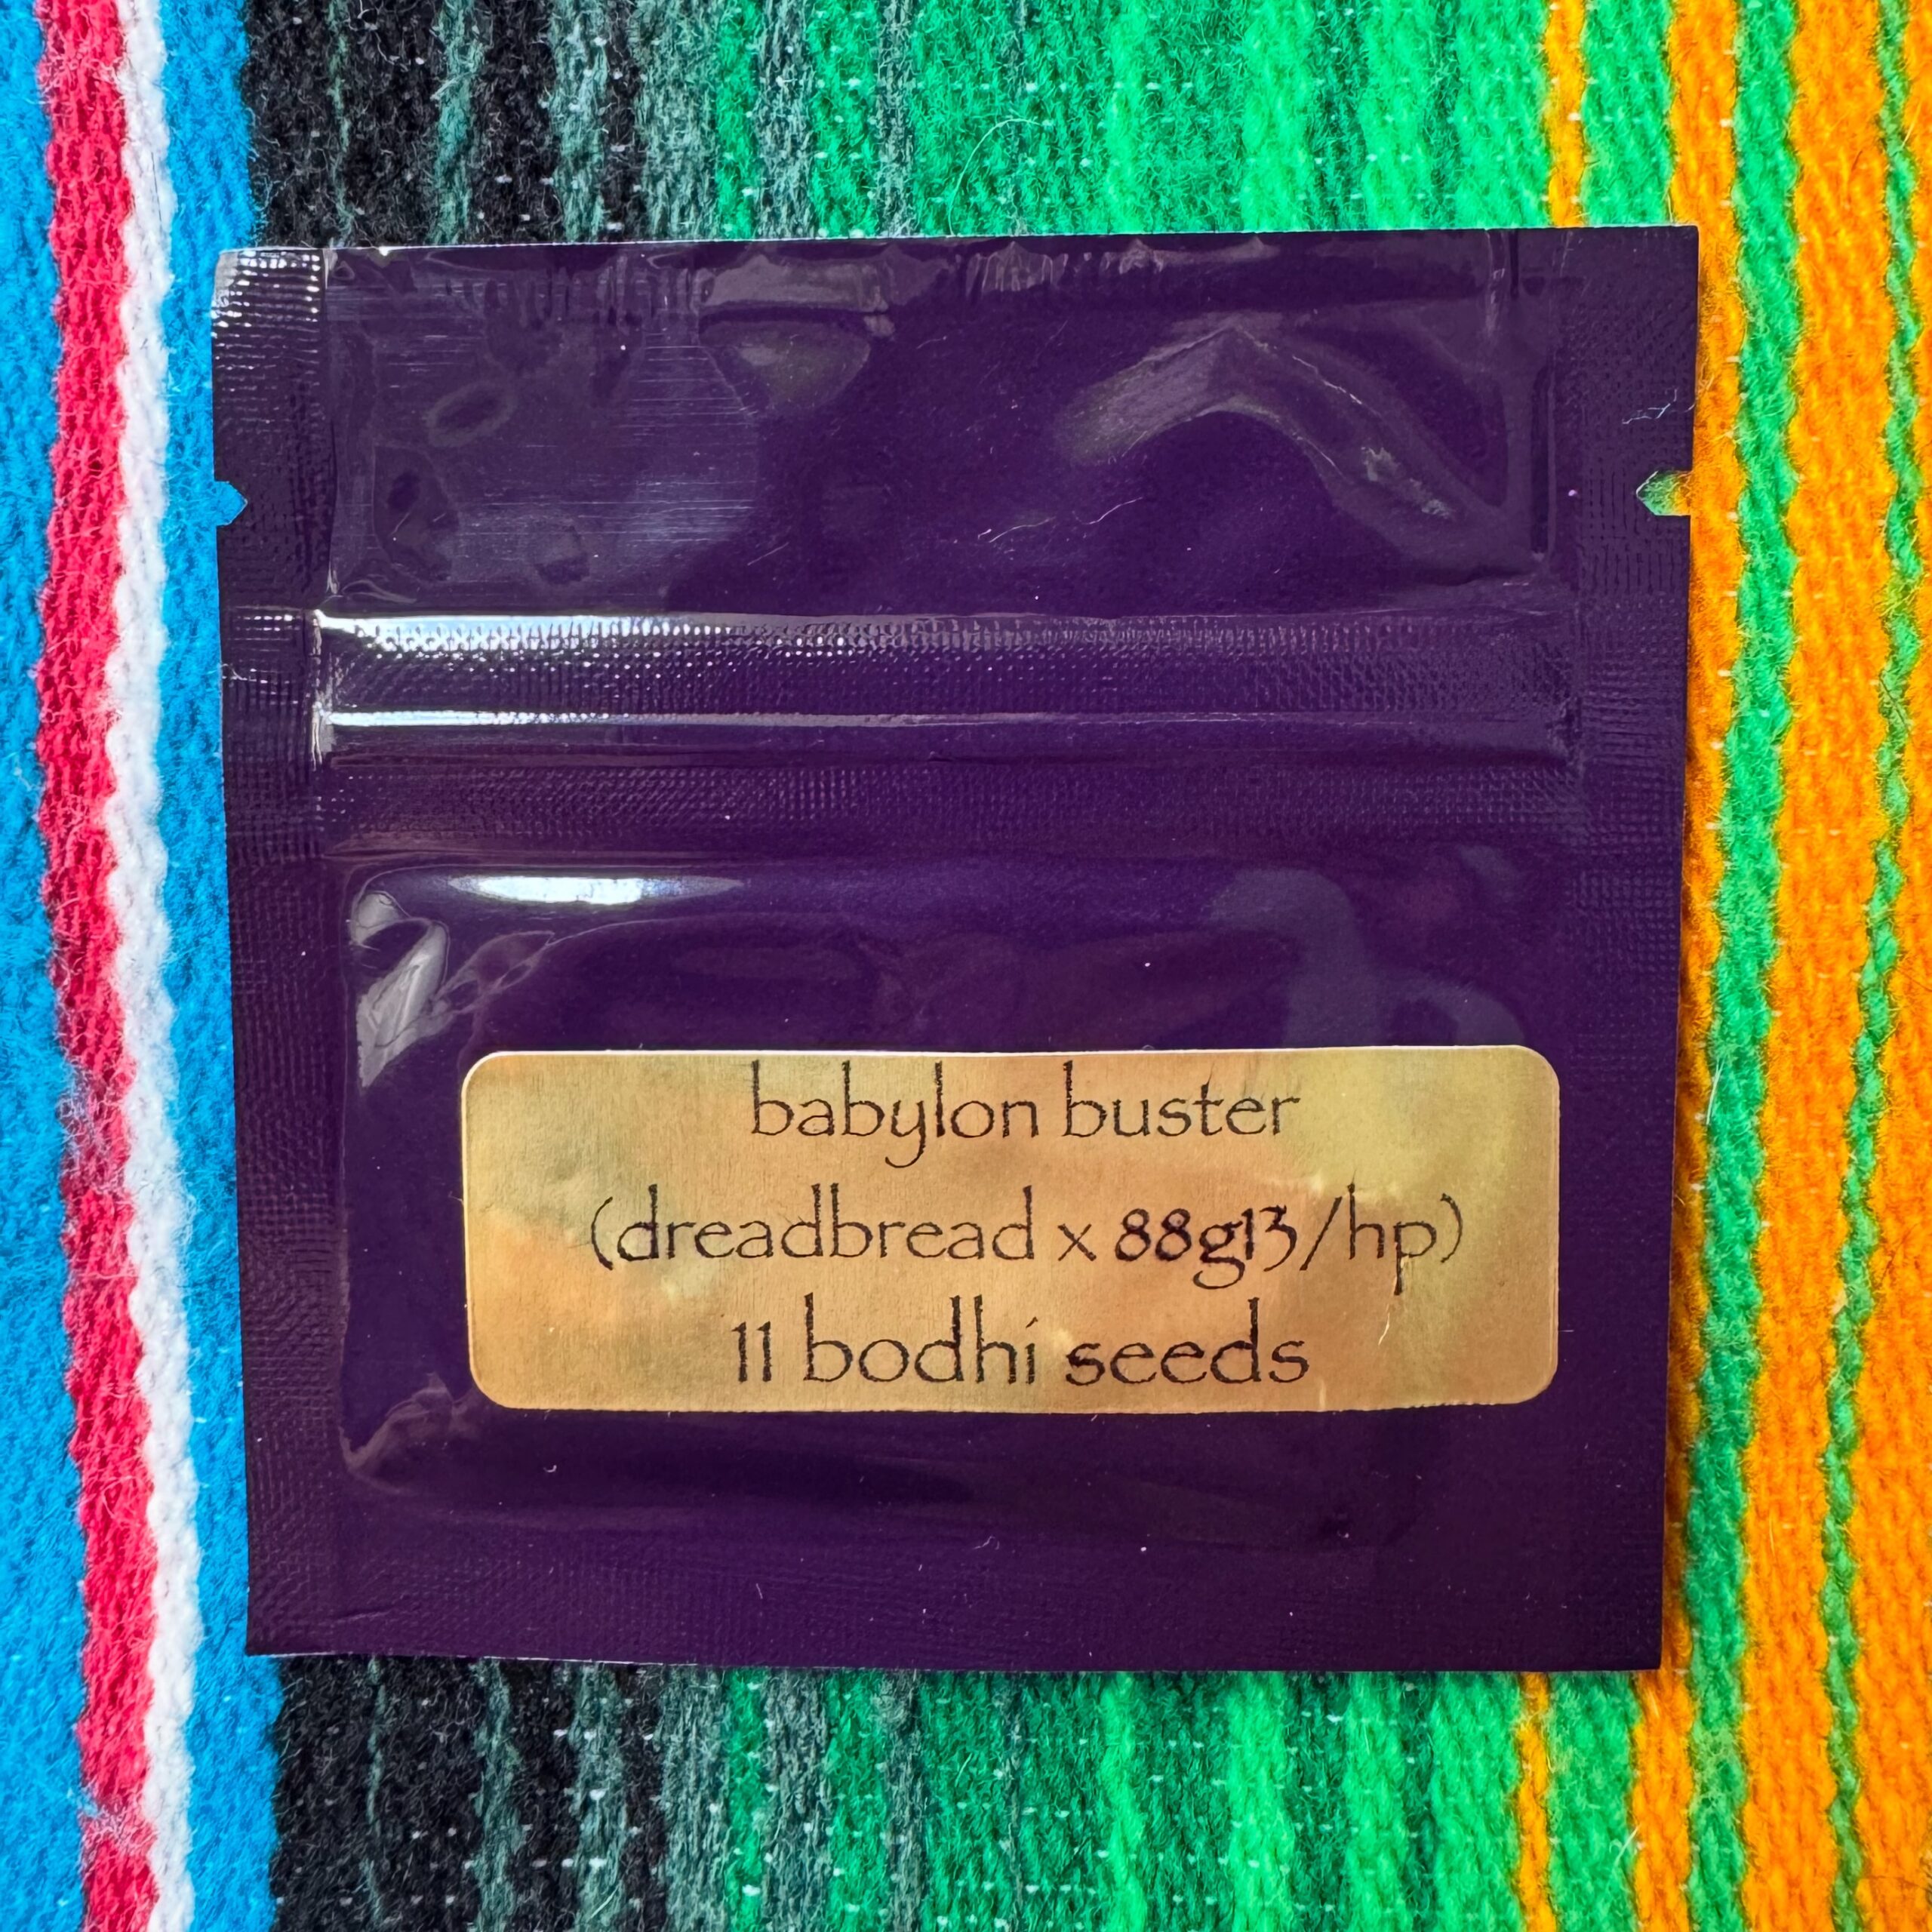 babylon buster
(dreadbread x 88g13/hp)
11 bodhi seeds